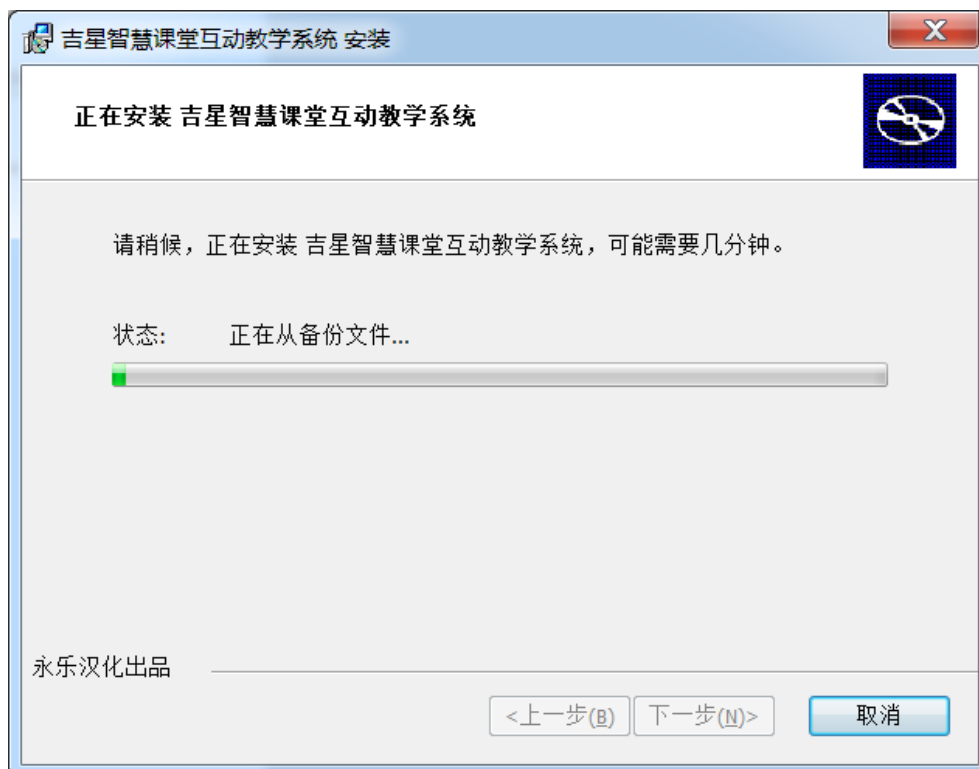 吉星智慧课堂互动教学系统 安装
正在安装 吉星智慧课堂互动教学系统
请稍候，正在安装 吉星智慧课堂互动教学系统，可能需要几分钟。
状态: 正在从备份文件...
永乐汉化出品
<上一步(B) 下一步(N)> 取消